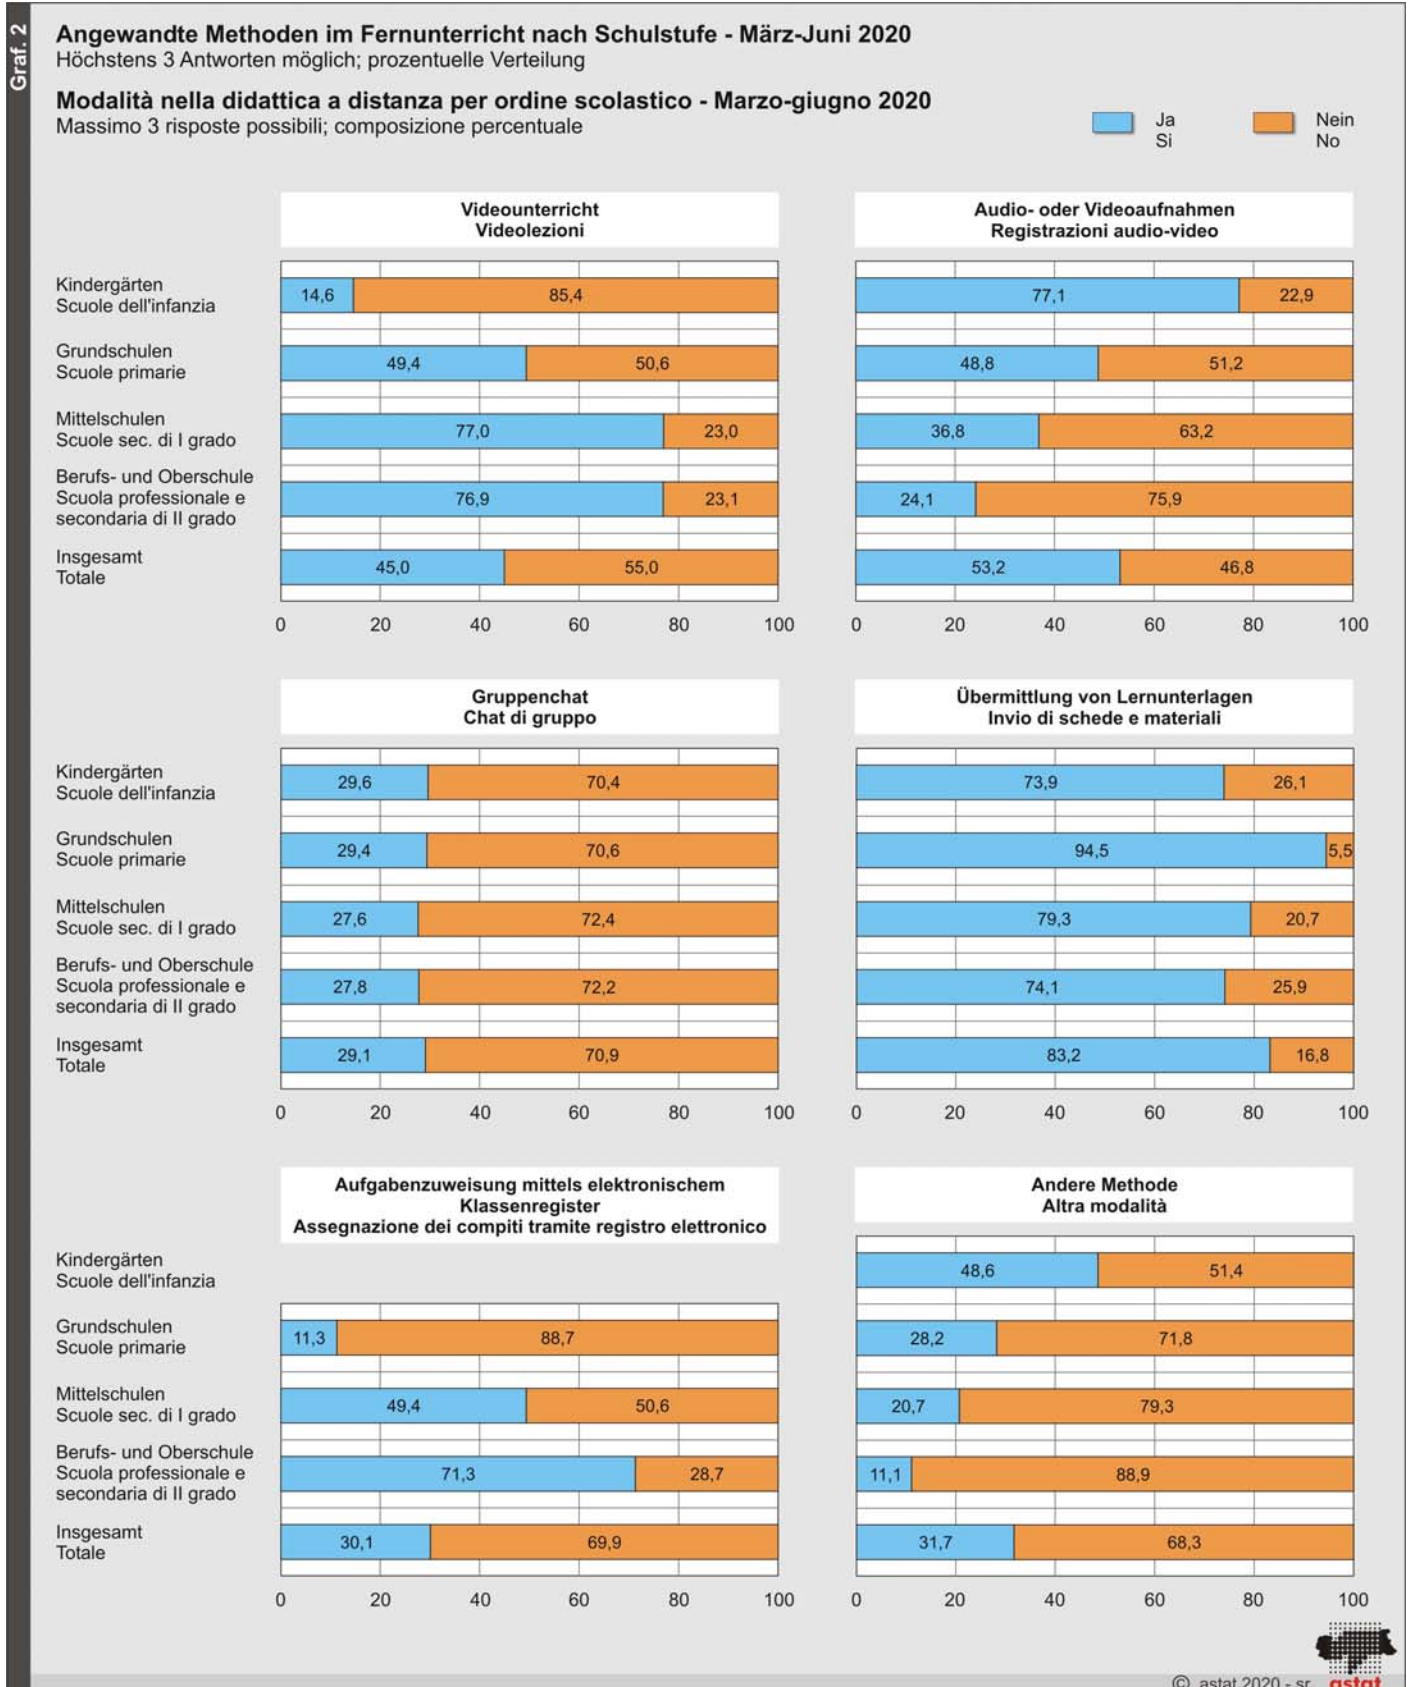 Graf. 2
Angewandte Methoden im Fernunterricht nach Schulstufe - März-Juni 2020
Höchstens 3 Antworten möglich; prozentuelle Verteilung
Modalità nella didattica a distanza per ordine scolastico - Marzo-giugno 2020
Massimo 3 risposte possibili; composizione percentuale
Ja
Si
Nein
No
Videounterricht
Videolezioni
Kindergärten
Scuole dell'infanzia
14,6 85,4
Grundschulen
Scuole primarie
49,4 50,6
Mittelschulen
Scuole sec. di I grado
77,0 23,0
Berufs- und Oberschule
Scuola professionale e
secondaria di II grado
76,9 23,1
Insgesamt
Totale
45,0 55,0
0 20 40 60 80 100
Audio- oder Videoaufnahmen
Registrazioni audio-video
77,1 22,9
48,8 51,2
36,8 63,2
24,1 75,9
53,2 46,8
0 20 40 60 80 100
Gruppenchat
Chat di gruppo
Kindergärten
Scuole dell'infanzia
29,6 70,4
Grundschulen
Scuole primarie
29,4 70,6
Mittelschulen
Scuole sec. di I grado
27,6 72,4
Berufs- und Oberschule
Scuola professionale e
secondaria di II grado
27,8 72,2
Insgesamt
Totale
29,1 70,9
0 20 40 60 80 100
Übermittlung von Lernunterlagen
Invio di schede e materiali
73,9 26,1
94,5 5,5
79,3 20,7
74,1 25,9
83,2 16,8
0 20 40 60 80 100
Aufgabenzuweisung mittels elektronischem
Klassenregister
Assegnazione dei compiti tramite registro elettronico
Kindergärten
Scuole dell'infanzia
Grundschulen
Scuole primarie
11,3 88,7
Mittelschulen
Scuole sec. di I grado
49,4 50,6
Berufs- und Oberschule
Scuola professionale e
secondaria di II grado
71,3 28,7
Insgesamt
Totale
30,1 69,9
0 20 40 60 80 100
Andere Methode
Altra modalità
48,6 51,4
28,2 71,8
20,7 79,3
11,1 88,9
31,7 68,3
0 20 40 60 80 100
© astat 2020 - sr astat